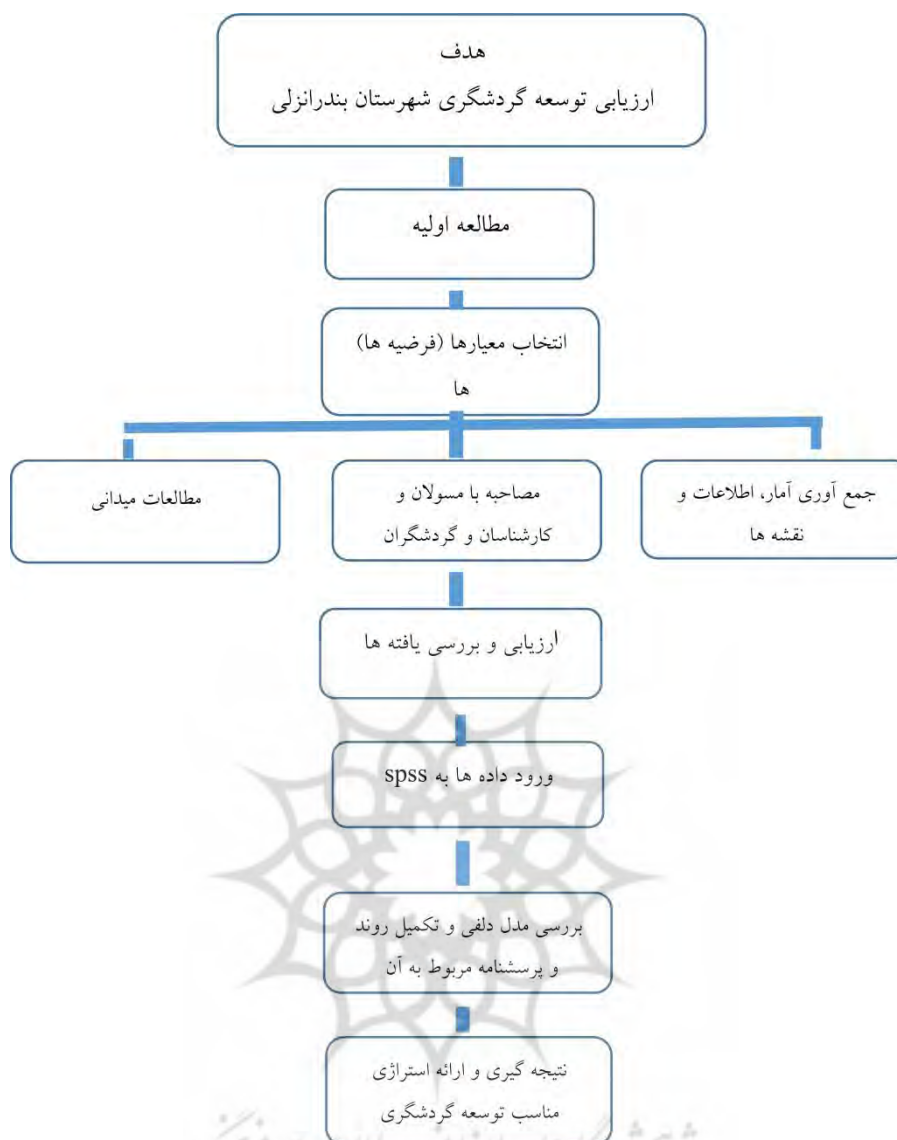 هدف
ارزیابی توسعه گردشگری شهرستان بندرانزلی
مطالعه اولیه
انتخاب معیارها (فرضیه ها)
ها
جمع آوری آمار، اطلاعات و
نقشه ها
مصاحبه با مسولان و
کارشناسان و گردشگران
مطالعات میدانی
ارزیابی و بررسی یافته ها
ورود داده ها به spss
بررسی مدل دلفی و تکمیل روند
و پرسشنامه مربوط به آن
نتیجه گیری و ارائه استراتژی
مناسب توسعه گردشگری